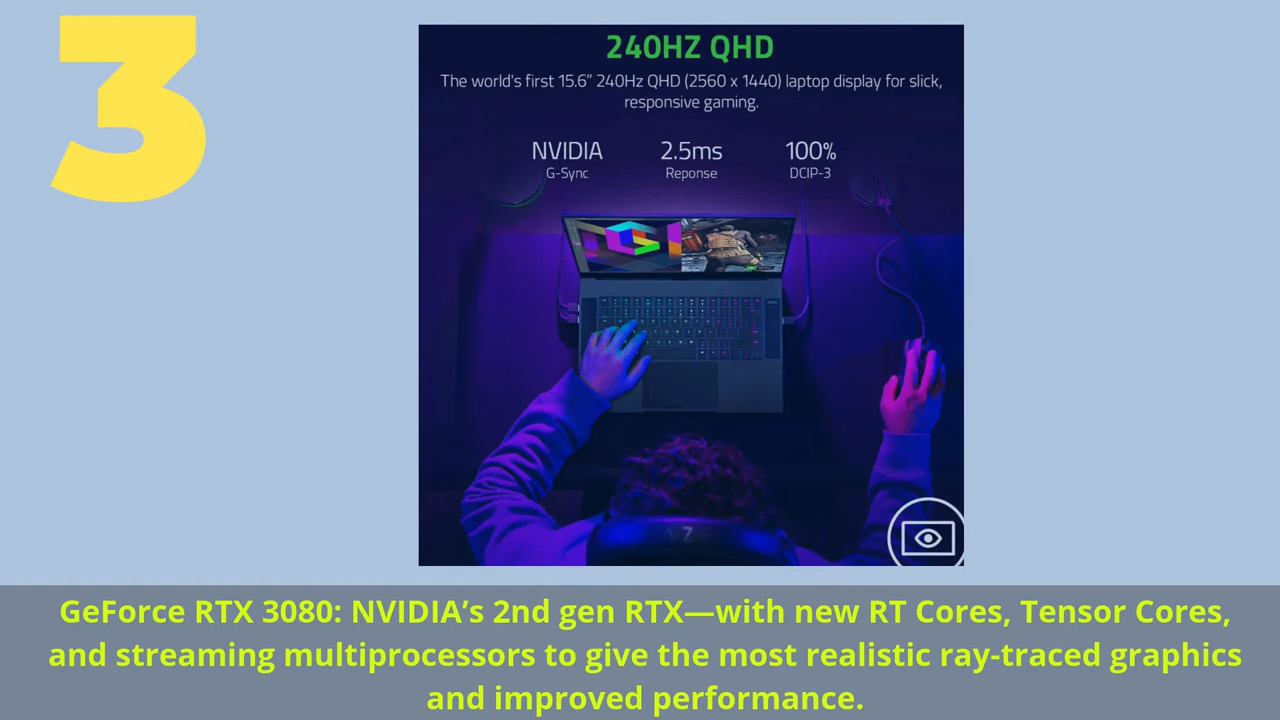 3
240HZ QHD
The world's first 15.6” 240Hz QHD (2560 x 1440) laptop display for slick,
responsive gaming.
NVIDIA 2.5ms 100%
G-Sync Reponse DCIP-3
GeForce RTX 3080: NVIDIA’s 2nd gen RTX—with new RT Cores, Tensor Cores,
and streaming multiprocessors to give the most realistic ray-traced graphics
and improved performance.